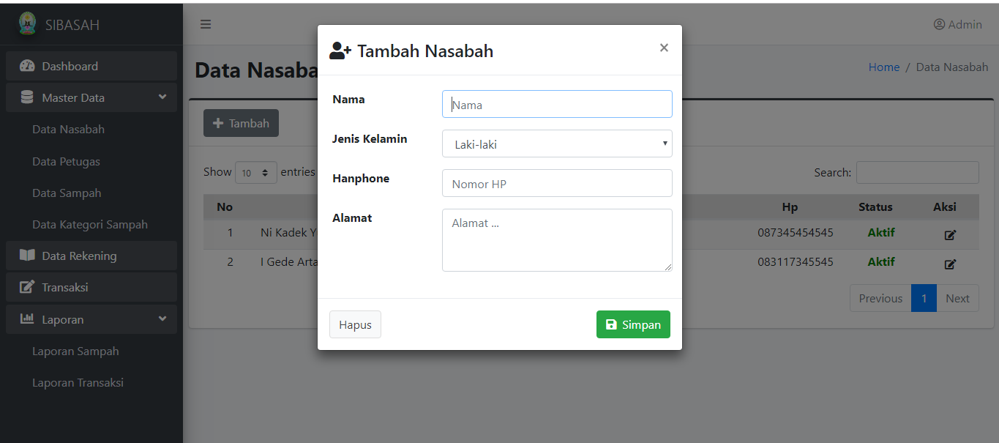 SIBASAH
Admin
Dashboard
Master Data
Data Nasabah
Data Petugas
Data Sampah
Data Kategori Sampah
Data Rekening
Transaksi
Laporan
Laporan Sampah
Laporan Transaksi
Data Nasaba
Home / Data Nasabah
Tambah
Show 10 entries
Search:
No Hp Status Aksi
1 Ni Kadek Y 087345454545 Aktif
2 I Gede Arta 083117345545 Aktif
Previous 1 Next
Tambah Nasabah ×
Nama Nama
Jenis Kelamin Laki-laki
Hanphone Nomor HP
Alamat Alamat ...
Hapus Simpan